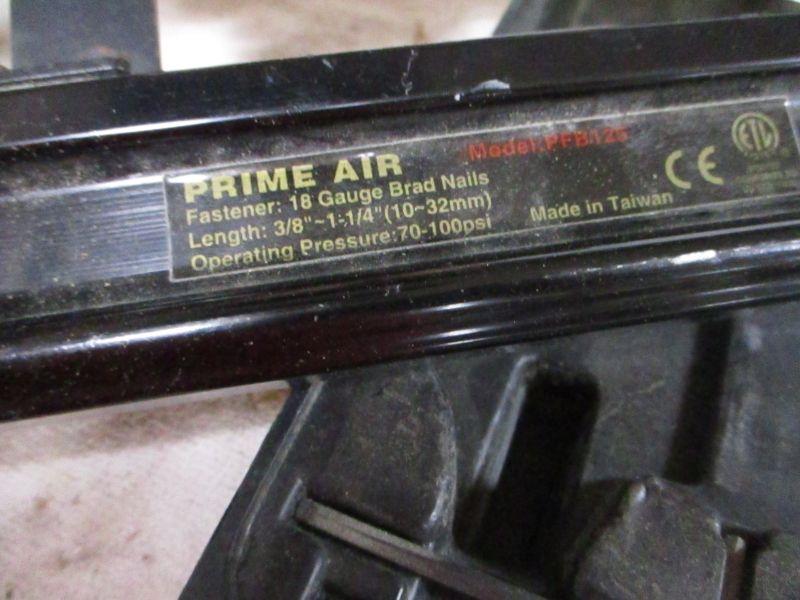 PRIME AIR
Model:PFB125
Fastener: 18 Gauge Brad Nails
Length: 3/8"~1-1/4"(10~32mm)
Operating Pressure:70-100psi
Made in Taiwan
CE
ETL